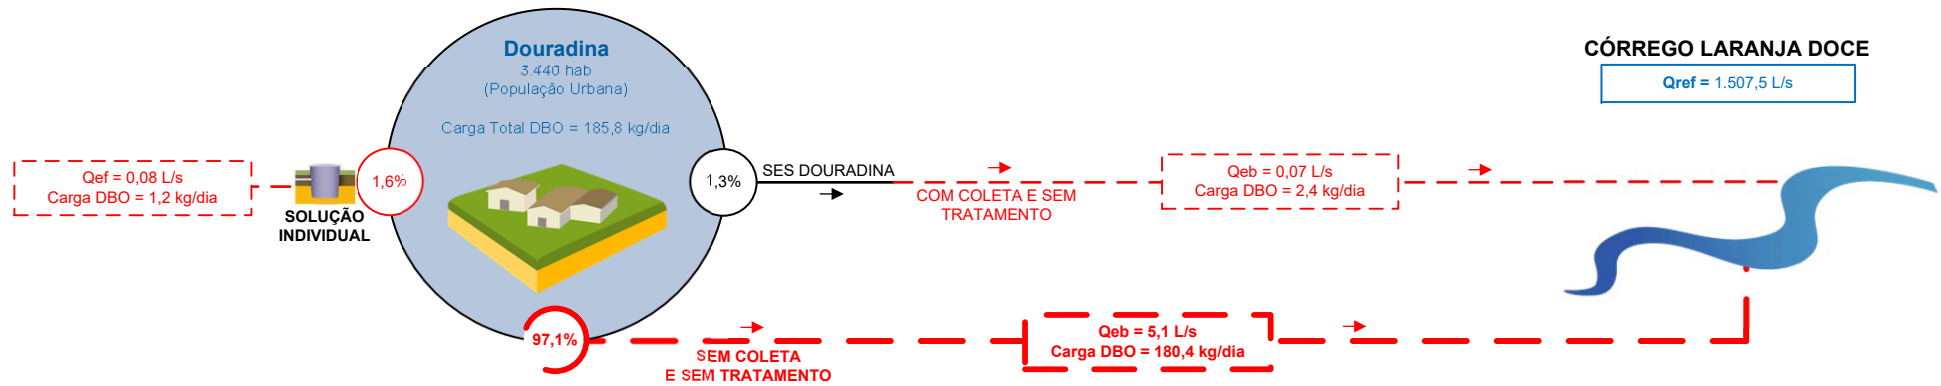 Douradina
3.440 hab
(População Urbana)
Carga Total DBO = 185,8 kg/dia
CÓRREGO LARANJA DOCE
Qref = 1.507,5 L/s
Qef = 0,08 L/s
Carga DBO = 1,2 kg/dia
SOLUÇÃO
INDIVIDUAL
1,6%
1,3%
SES DOURADINA
COM COLETA E SEM
TRATAMENTO
Qeb = 0,07 L/s
Carga DBO = 2,4 kg/dia
97,1%
SEM COLETA
E SEM TRATAMENTO
Qeb = 5,1 L/s
Carga DBO = 180,4 kg/dia